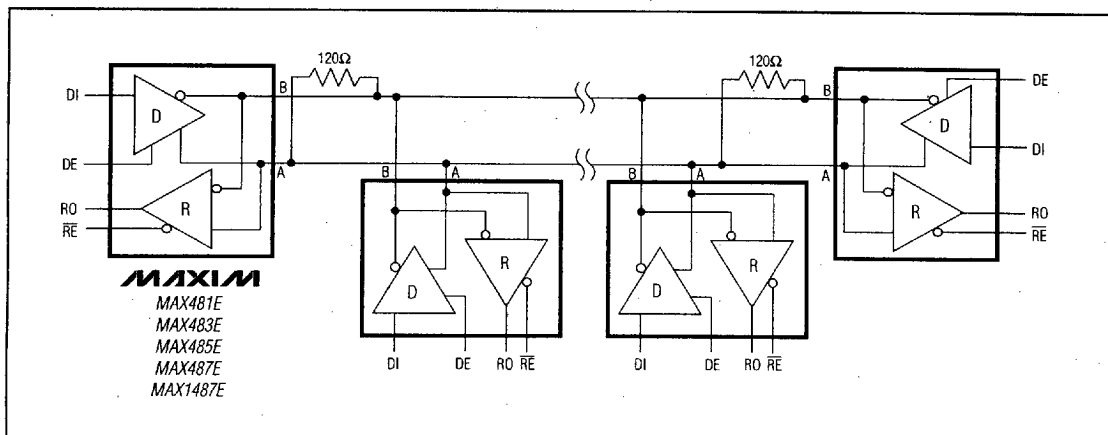 120Ω 120Ω
DI D B B D DE
DE A A DI
B A B A
RO R R RO
RE RE
D R D R
MAXIM
MAX481E
MAX483E
MAX485E
MAX487E
MAX1487E
DI DE RO RE DI DE RO RE